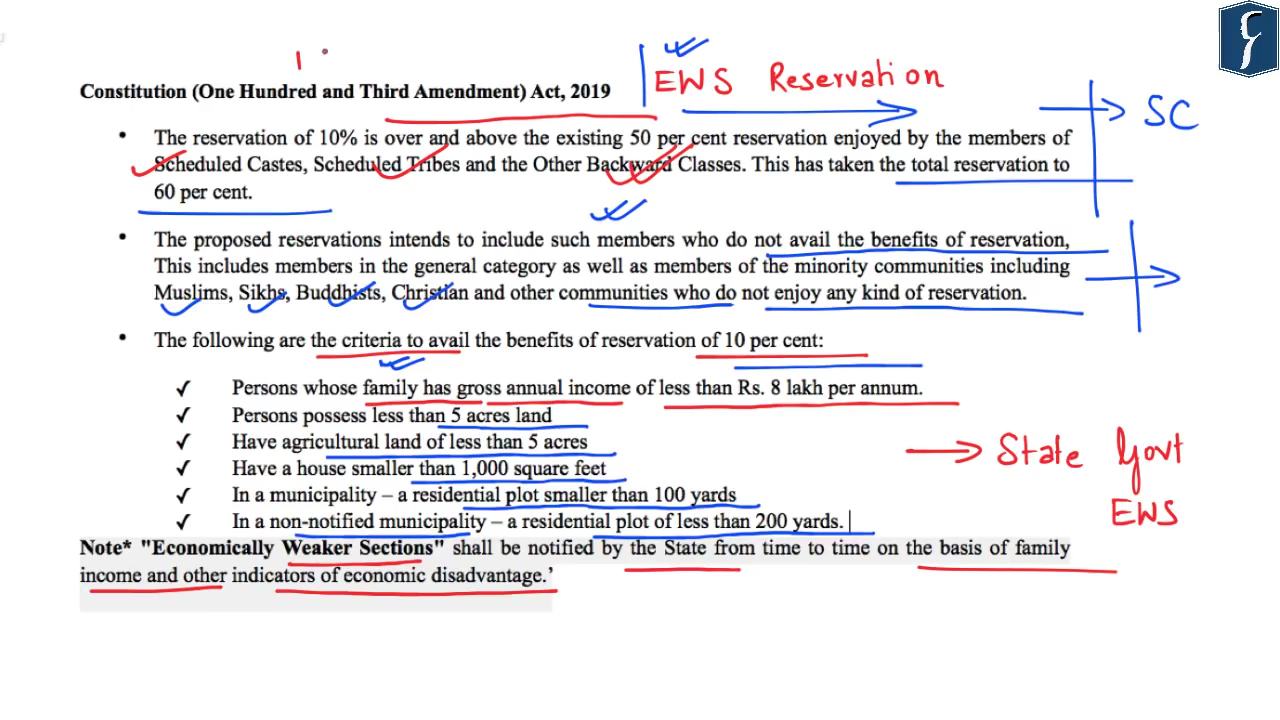 EWS Reservation
Constitution (One Hundred and Third Amendment) Act, 2019
SC
• The reservation of 10% is over and above the existing 50 per cent reservation enjoyed by the members of
Scheduled Castes, Scheduled Tribes and the Other Backward Classes. This has taken the total reservation to
60 per cent.
• The proposed reservations intends to include such members who do not avail the benefits of reservation,
This includes members in the general category as well as members of the minority communities including
Muslims, Sikhs, Buddhists, Christian and other communities who do not enjoy any kind of reservation.
• The following are the criteria to avail the benefits of reservation of 10 per cent:
✓ Persons whose family has gross annual income of less than Rs. 8 lakh per annum.
✓ Persons possess less than 5 acres land
✓ Have agricultural land of less than 5 acres
✓ Have a house smaller than 1,000 square feet
✓ In a municipality – a residential plot smaller than 100 yards
✓ In a non-notified municipality – a residential plot of less than 200 yards.
→ State Govt
EWS
Note* "Economically Weaker Sections" shall be notified by the State from time to time on the basis of family
income and other indicators of economic disadvantage.’